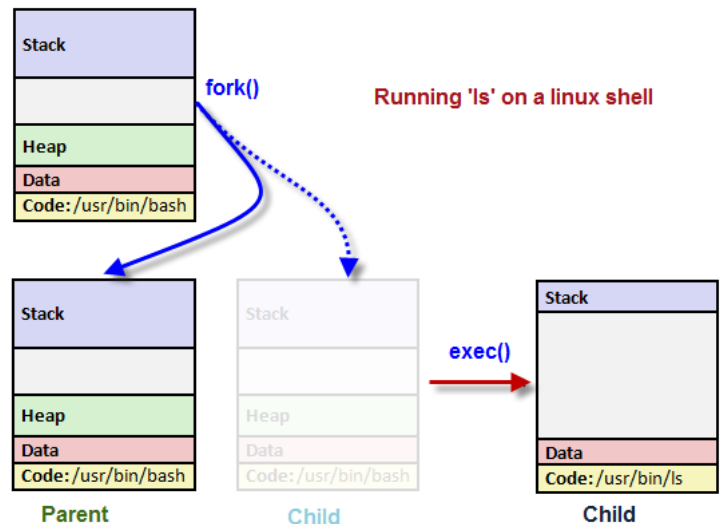 Stack
fork()
Running 'ls' on a linux shell
Heap
Data
Code:/usr/bin/bash
Stack
Heap
Data
Code:/usr/bin/bash
Parent
Stack
Heap
Data
Code:/usr/bin/bash
Child
exec()
Stack
Data
Code:/usr/bin/ls
Child